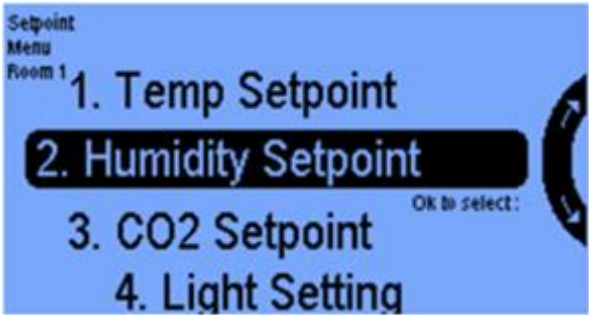 Setpoint
Menu
Room 1
1. Temp Setpoint
2. Humidity Setpoint
Ok to select:
3. CO2 Setpoint
4. Light Setting